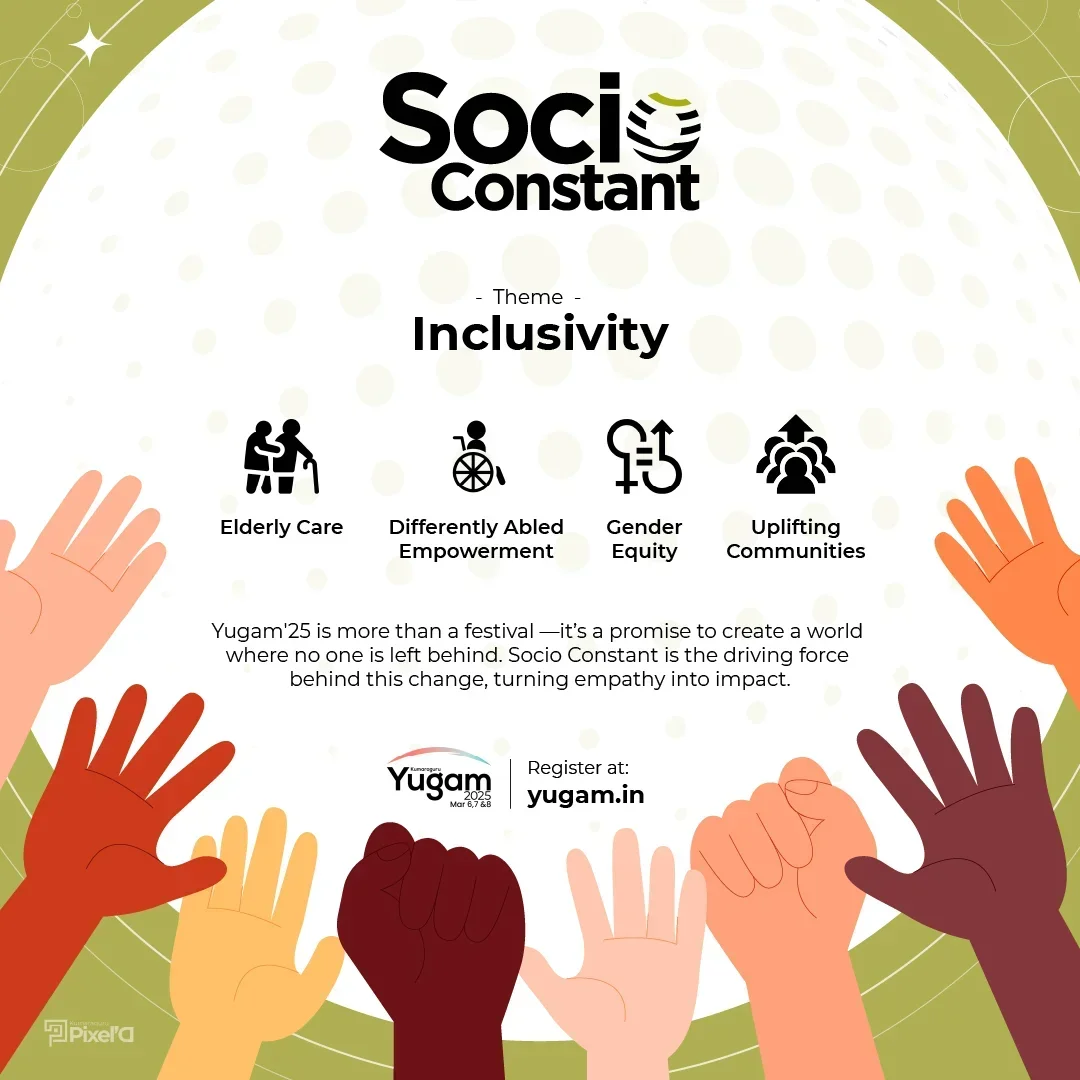 Socio
Constant
- Theme -
Inclusivity
Elderly Care
Differently Abled
Empowerment
Gender
Equity
Uplifting
Communities
Yugam'25 is more than a festival —it’s a promise to create a world
where no one is left behind. Socio Constant is the driving force
behind this change, turning empathy into impact.
Kumaraguru
Yugam
2025
Mar 6,7 &8
Register at:
yugam.in
Pixel'D